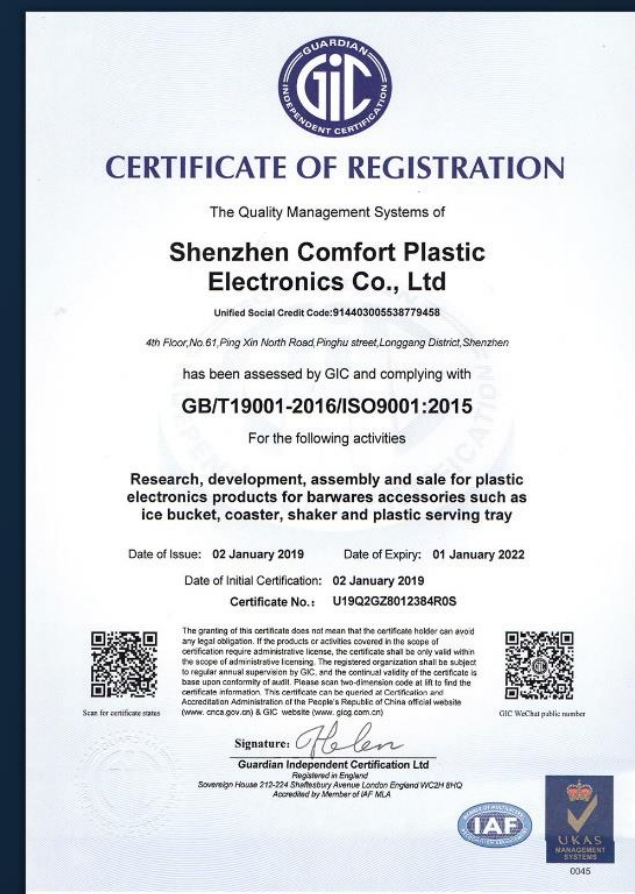 GUARDIAN
GIC
INDEPENDENT CERTIFICATION
CERTIFICATE OF REGISTRATION
The Quality Management Systems of
Shenzhen Comfort Plastic
Electronics Co., Ltd
Unified Social Credit Code:914403005538779458
4th Floor,No.61,Ping Xin North Road,Pinghu street,Longgang District,Shenzhen
has been assessed by GIC and complying with
GB/T19001-2016/ISO9001:2015
For the following activities
Research, development, assembly and sale for plastic
electronics products for barwares accessories such as
ice bucket, coaster, shaker and plastic serving tray
Date of Issue: 02 January 2019 Date of Expiry: 01 January 2022
Date of Initial Certification: 02 January 2019
Certificate No.: U19Q2GZ8012384R0S
The granting of this certificate does not mean that the certificate holder can avoid
any legal obligation. If the products or activities covered in the scope of
certification require administrative license, the certificate shall be only valid within
the scope of administrative licensing. The registered organization shall be subject
to regular annual supervision by GIC, and the continual validity of the certificate is
base upon conformity of audit. Please scan two-dimension code at lift to find the
certificate information. This certificate can be queried at Certification and
Accreditation Administration of the People's Republic of China official website
(www. cnca.gov.cn) & GIC website (www. gicg.com.cn)
Scan for certificate status
GIC WeChat public number
Signature: Helen
Guardian Independent Certification Ltd
Registered in England
Sovereign House 212-224 Shaftesbury Avenue London England WC2H 8HQ
Accredited by Member of IAF MLA
IAF
UKAS
MANAGEMENT
SYSTEMS
0045